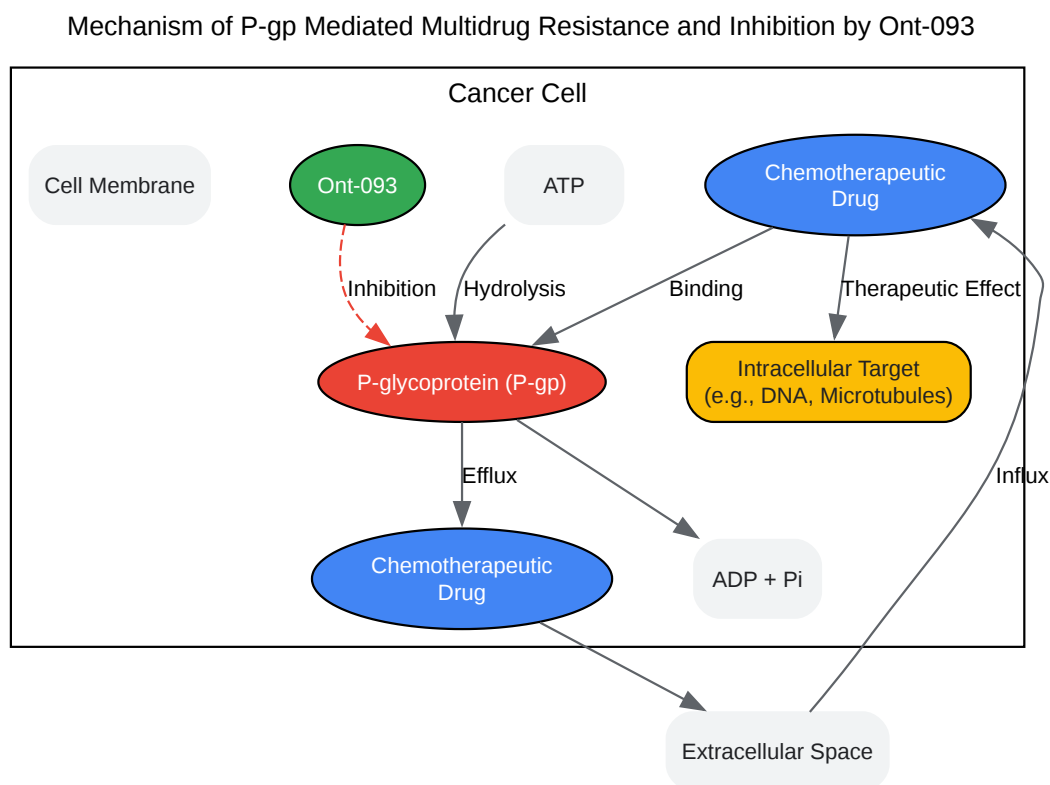 Mechanism of P-gp Mediated Multidrug Resistance and Inhibition by Ont-093
Cancer Cell
Cell Membrane
Ont-093
ATP
Chemotherapeutic
Drug
Inhibition
Hydrolysis
Binding
Therapeutic Effect
P-glycoprotein (P-gp)
Intracellular Target
(e.g., DNA, Microtubules)
Efflux
Influx
Chemotherapeutic
Drug
ADP + Pi
Extracellular Space